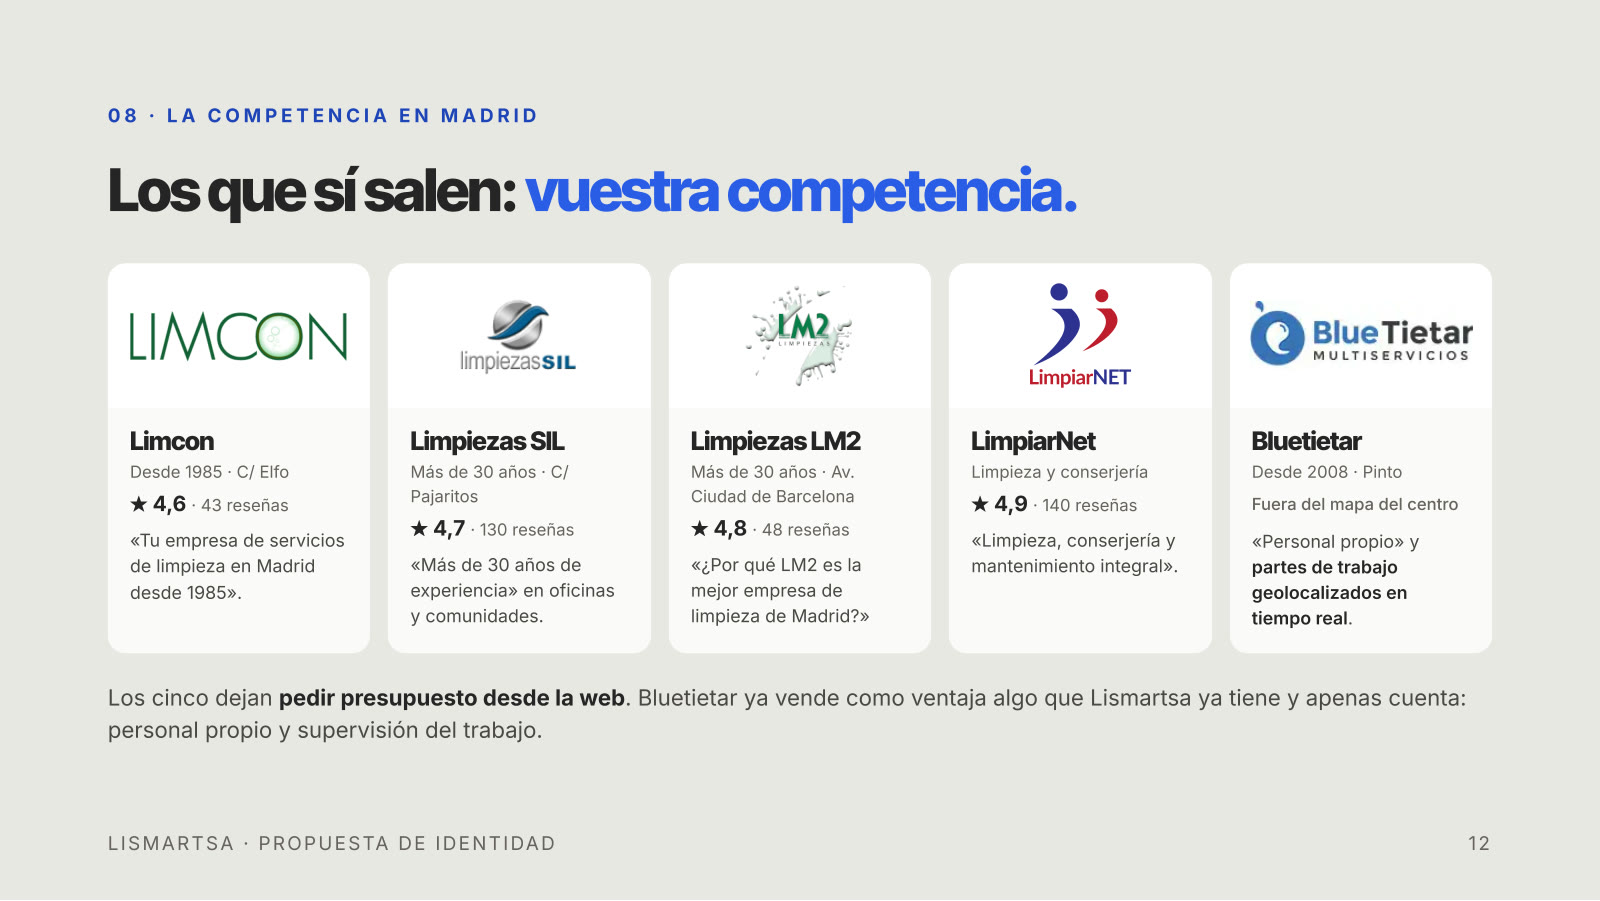 08 · LA COMPETENCIA EN MADRID
Los que sí salen: vuestra competencia.
LIMCON
Limcon
Desde 1985 · C/ Elfo
★ 4,6 · 43 reseñas
«Tu empresa de servicios
de limpieza en Madrid
desde 1985».
limpiezasSIL
Limpiezas SIL
Más de 30 años · C/
Pajaritos
★ 4,7 · 130 reseñas
«Más de 30 años de
experiencia» en oficinas
y comunidades.
LM2
LIMPIEZAS
Limpiezas LM2
Más de 30 años · Av.
Ciudad de Barcelona
★ 4,8 · 48 reseñas
«¿Por qué LM2 es la
mejor empresa de
limpieza de Madrid?»
LimpiarNET
LimpiarNet
Limpieza y conserjería
★ 4,9 · 140 reseñas
«Limpieza, conserjería y
mantenimiento integral».
BlueTietar
MULTISERVICIOS
Bluetietar
Desde 2008 · Pinto
Fuera del mapa del centro
«Personal propio» y
partes de trabajo
geolocalizados en
tiempo real.
Los cinco dejan pedir presupuesto desde la web. Bluetietar ya vende como ventaja algo que Lismartsa ya tiene y apenas cuenta:
personal propio y supervisión del trabajo.
LISMARTSA · PROPUESTA DE IDENTIDAD
12